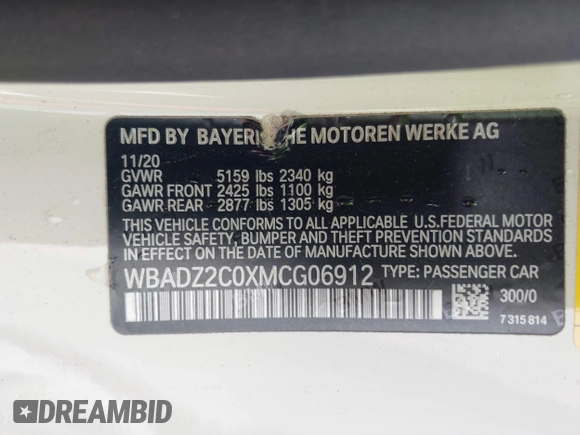 MFD BY BAYERI HE MOTOREN WERKE AG
11/20
GVWR 5159 lbs 2340 kg
GAWR FRONT 2425 lbs 1100 kg
GAWR REAR 2877 lbs 1305 kg
THIS VEHICLE CONFORMS TO ALL APPLICABLE U.S.FEDERAL MOTOR
VEHICLE SAFETY, BUMPER, AND THEFT PREVENTION STANDARDS
IN EFFECT ON THE DATE OF MANUFACTURE SHOWN ABOVE.
WBADZ2C0XMCG06912 TYPE: PASSENGER CAR
300/0
7315814
DREAMBID